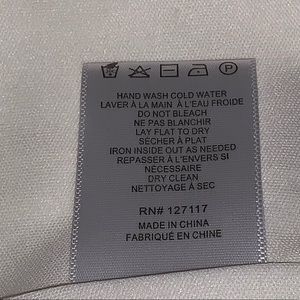 HAND WASH COLD WATER
LAVER À LA MAIN À L'EAU FROIDE
DO NOT BLEACH
NE PAS BLANCHIR
LAY FLAT TO DRY
SÉCHER À PLAT
IRON INSIDE OUT AS NEEDED
REPASSER À L'ENVERS SI
NÉCESSAIRE
DRY CLEAN
NETTOYAGE À SEC
RN# 127117
MADE IN CHINA
FABRIQUÉ EN CHINE